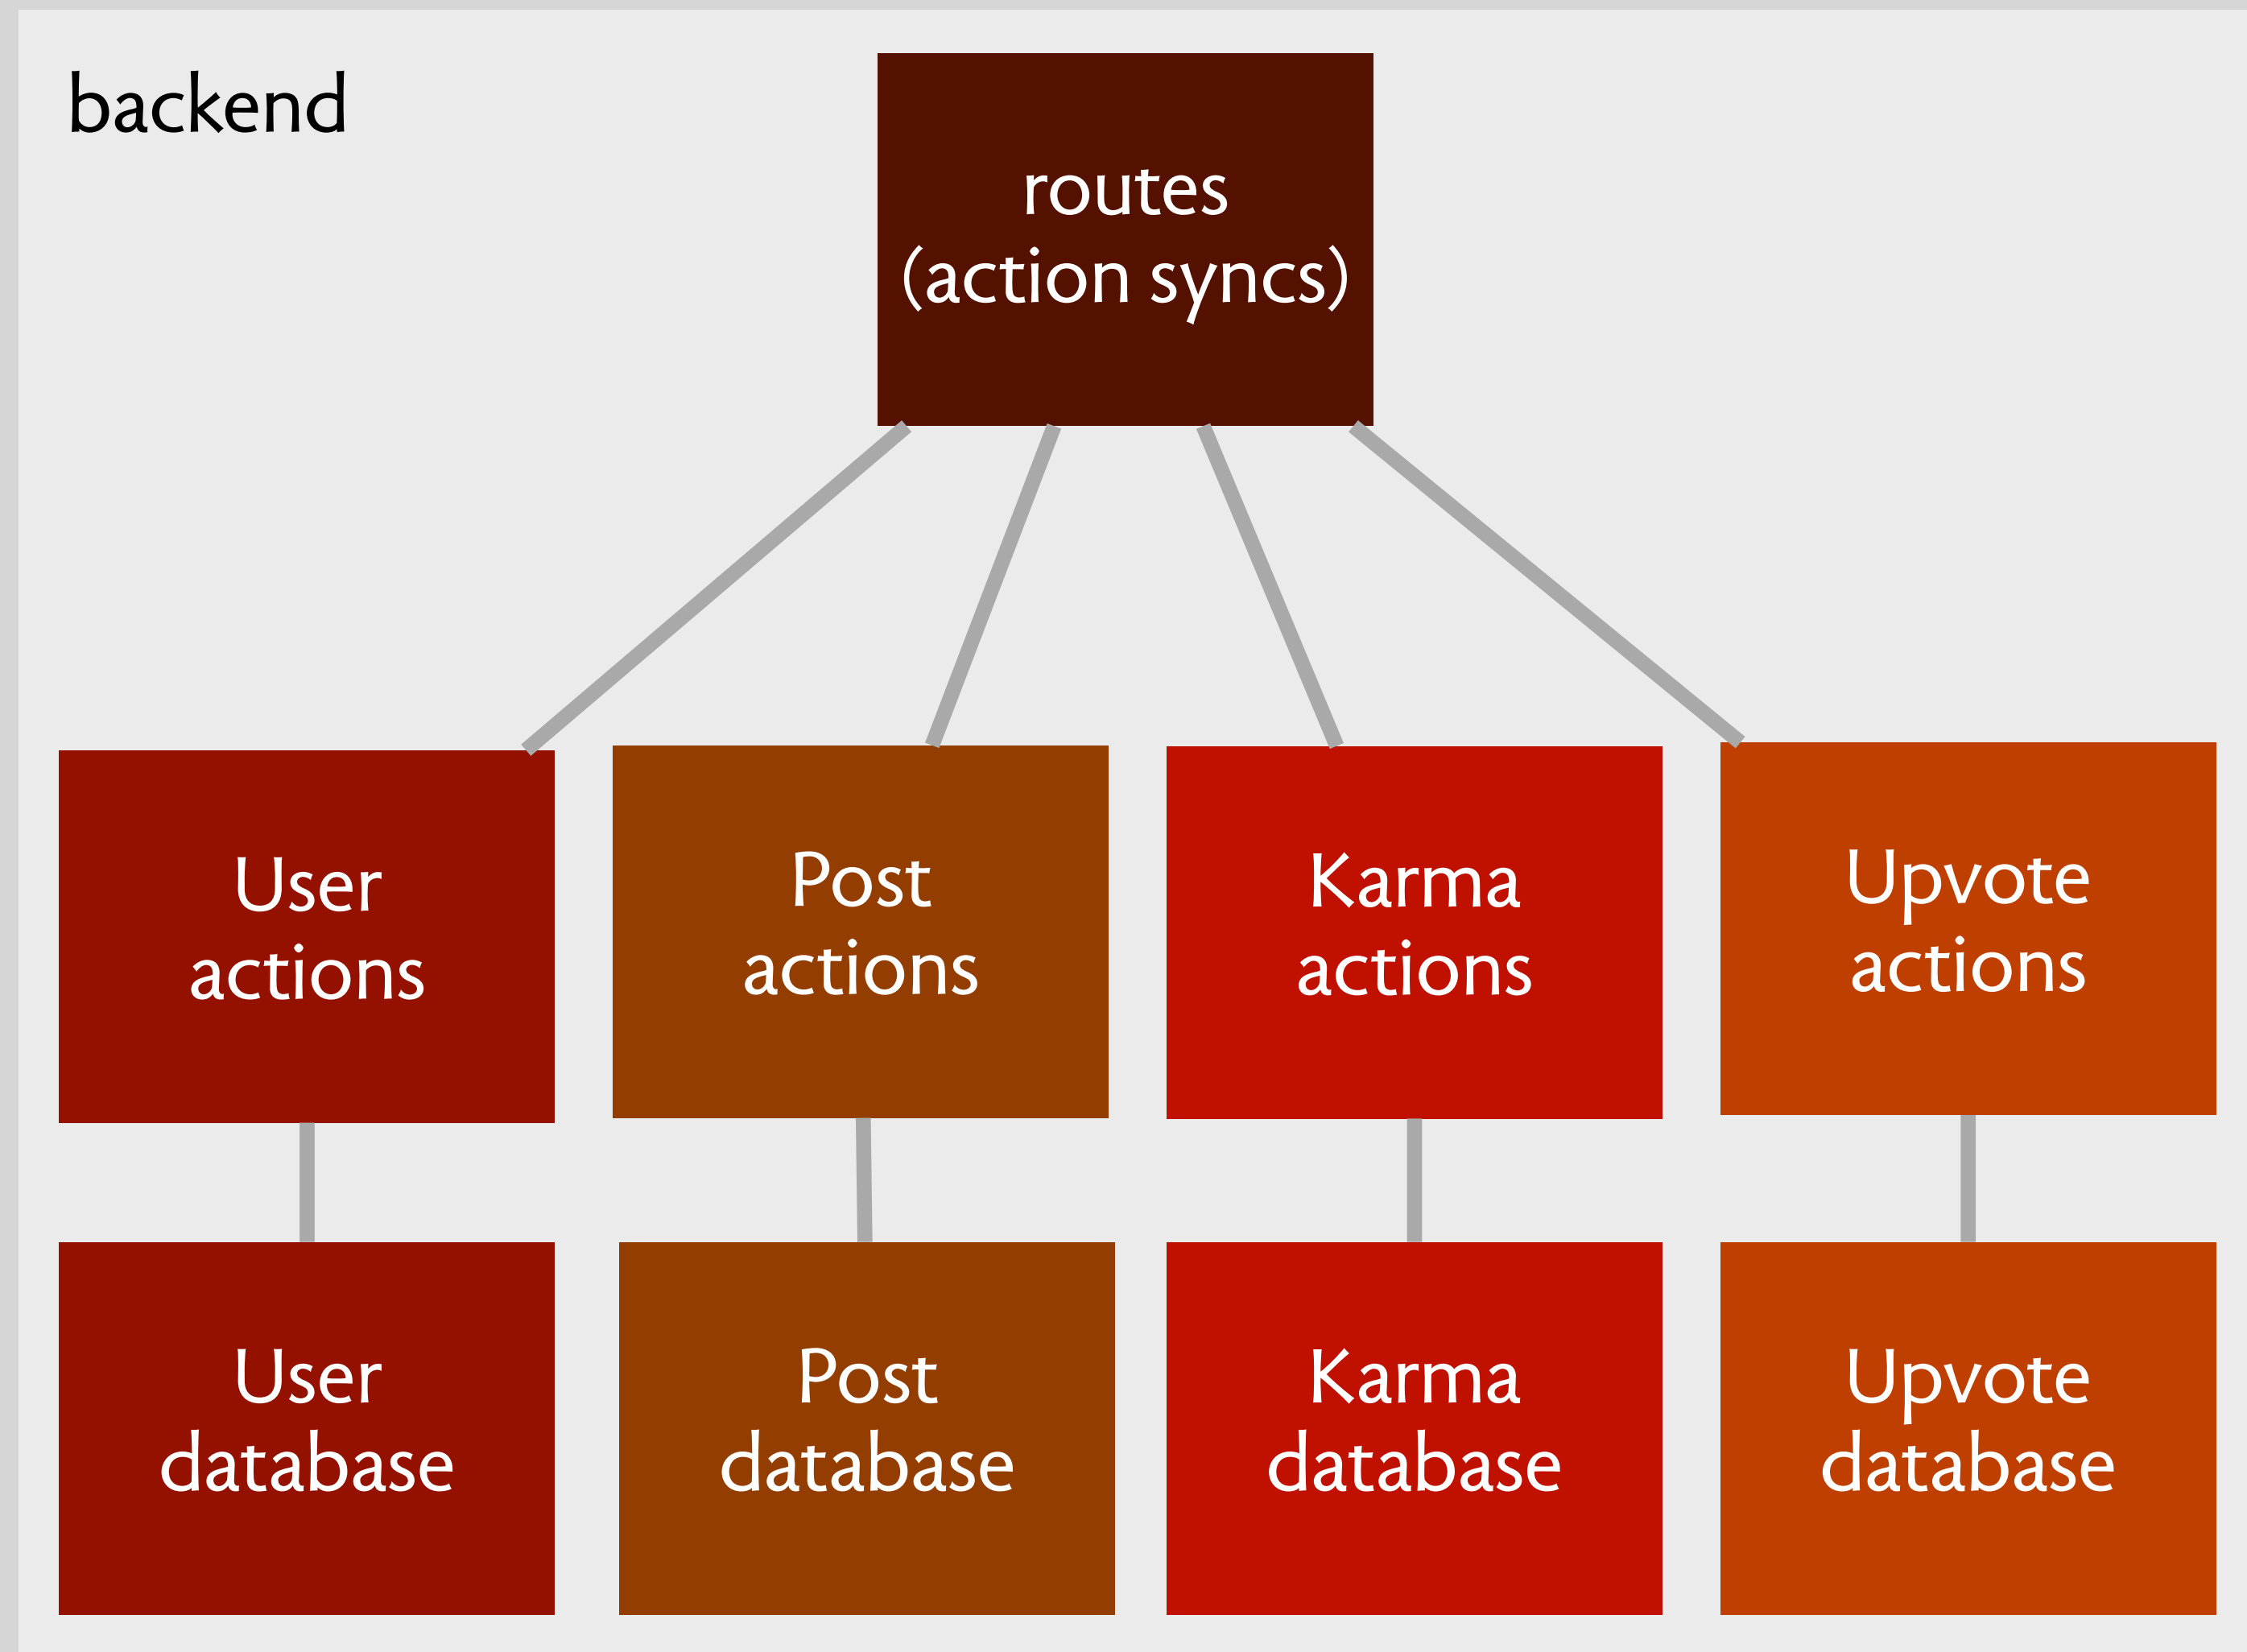 backend
routes
(action syncs)
User
actions
Post
actions
Karma
actions
Upvote
actions
User
database
Post
database
Karma
database
Upvote
database